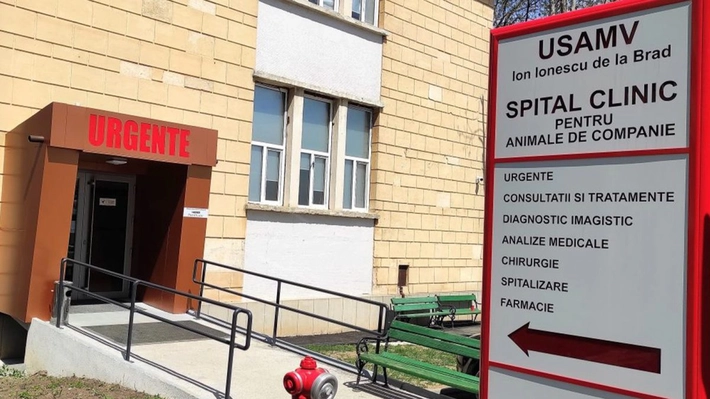 URGENTE
USAMV
Ion Ionescu de la Brad
SPITAL CLINIC
PENTRU
ANIMALE DE COMPANIE
URGENTE
CONSULTATII SI TRATAMENTE
DIAGNOSTIC IMAGISTIC
ANALIZE MEDICALE
CHIRURGIE
SPITALIZARE
FARMACIE